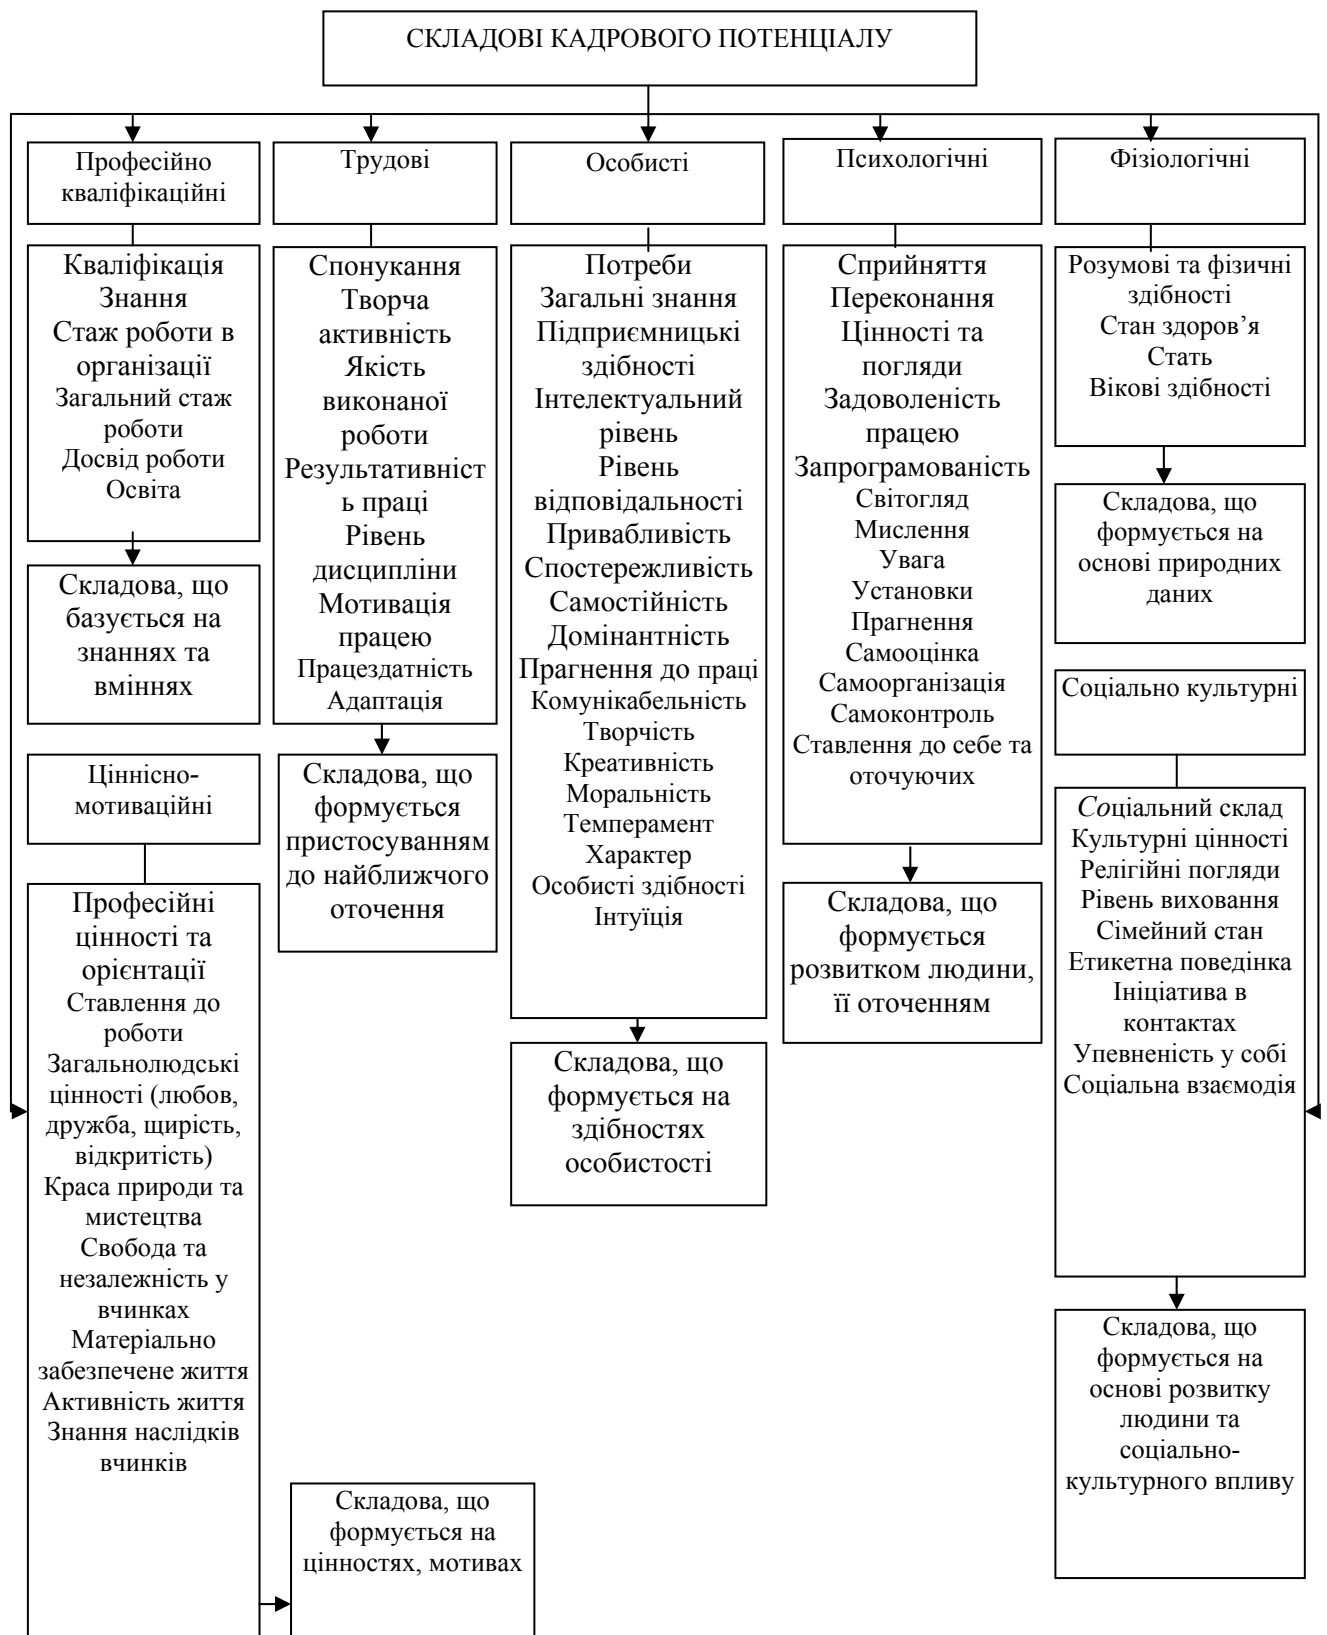 СКЛАДОВІ КАДРОВОГО ПОТЕНЦІАЛУ
Професійно
кваліфікаційні
Трудові
Особисті
Психологічні
Фізіологічні
Кваліфікація
Знання
Стаж роботи в
організації
Загальний стаж
роботи
Досвід роботи
Освіта
Складова, що
базується на
знаннях та
вміннях
Спонукання
Творча
активність
Якість
виконаної
роботи
Результативніст
ь праці
Рівень
дисципліни
Мотивація
працею
Працездатність
Адаптація
Складова, що
формується
пристосуванням
до найближчого
оточення
Потреби
Загальні знання
Підприємницькі
здібності
Інтелектуальний
рівень
Рівень
відповідальності
Привабливість
Спостережливість
Самостійність
Домінантність
Прагнення до праці
Комунікабельність
Творчість
Креативність
Моральність
Темперамент
Характер
Особисті здібності
Інтуїція
Складова, що
формується на
здібностях
особистості
Сприйняття
Переконання
Цінності та
погляди
Задоволеність
працею
Запрограмованість
Світогляд
Мислення
Увага
Установки
Прагнення
Самооцінка
Самоорганізація
Самоконтроль
Ставлення до себе та
оточуючих
Складова, що
формується
розвитком людини,
її оточенням
Розумові та фізичні
здібності
Стан здоров’я
Стать
Вікові здібності
Складова, що
формується на
основі природних
даних
Соціально культурні
Соціальний склад
Культурні цінності
Релігійні погляди
Рівень виховання
Сімейний стан
Етикетна поведінка
Ініціатива в
контактах
Упевненість у собі
Соціальна взаємодія
Складова, що
формується на
основі розвитку
людини та
соціально-
культурного впливу
Ціннісно-
мотиваційні
Професійні
цінності та
орієнтації
Ставлення до
роботи
Загальнолюдські
цінності (любов,
дружба, щирість,
відкритість)
Краса природи та
мистецтва
Свобода та
незалежність у
вчинках
Матеріально
забезпечене життя
Активність життя
Знання наслідків
вчинків
Складова, що
формується на
цінностях, мотивах